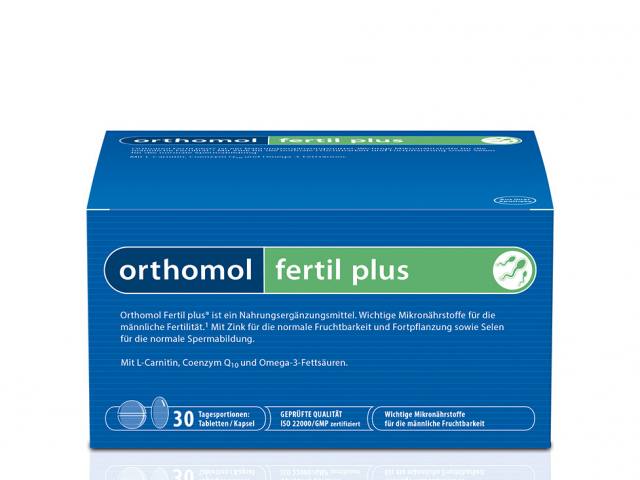 orthomol fertil plus
Mit L-Carnitin, Coenzym Q10 und Omega-3-Fettsäuren.
Aus Ihrer
Apotheke
orthomol fertil plus
Orthomol Fertil plus® ist ein Nahrungsergänzungsmittel. Wichtige Mikronährstoffe für die
männliche Fertilität.¹ Mit Zink für die normale Fruchtbarkeit und Fortpflanzung sowie Selen
für die normale Spermabildung.
Mit L-Carnitin, Coenzym Q10 und Omega-3-Fettsäuren.
30 Tagesportionen:
Tabletten/Kapsel
GEPRÜFTE QUALITÄT
ISO 22000/GMP zertifiziert
Wichtige Mikronährstoffe
für die männliche Fruchtbarkeit